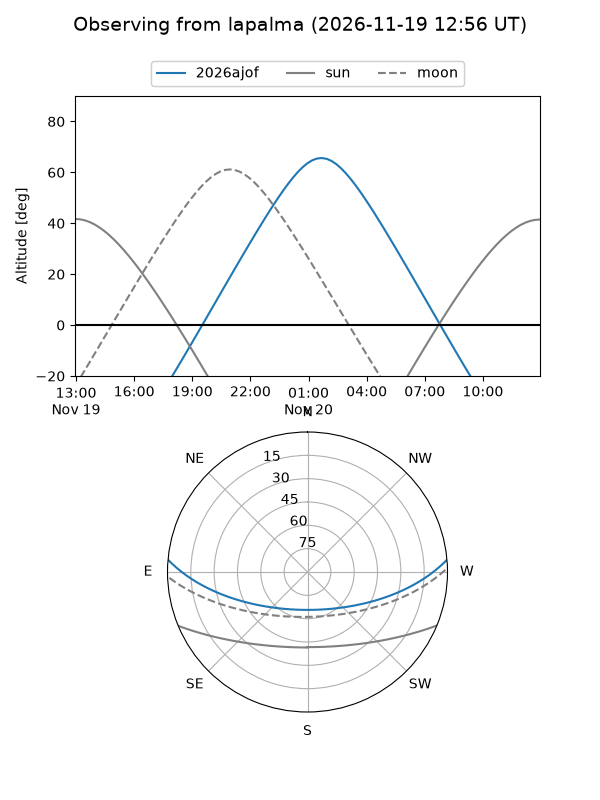 Observing from lapalma (2026-11-19 12:56 UT)
2026ajof sun moon
80
60
40
20
0
−20
Altitude [deg]
13:00 16:00 19:00 22:00 01:00 04:00 07:00 10:00
Nov 19 Nov 20
N
NE NW
15
30
45
60
75
E W
SE SW
S